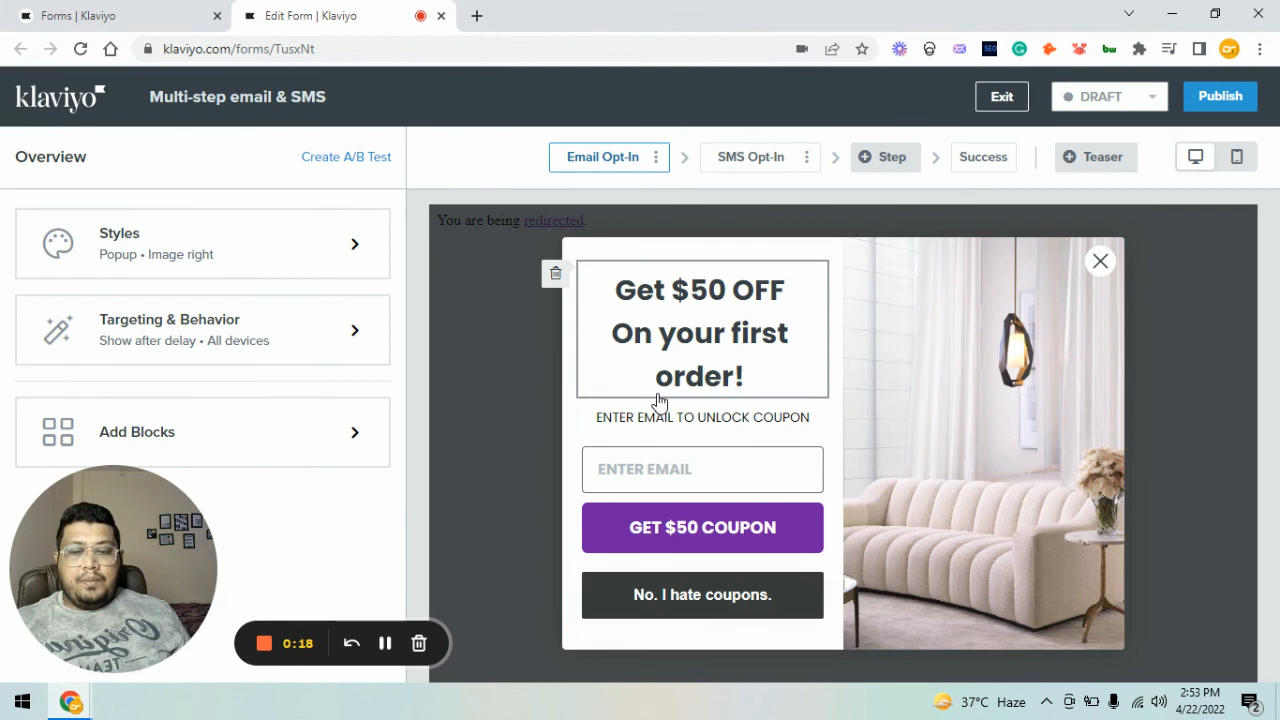 Forms | Klaviyo
Edit Form | Klaviyo
klaviyo.com/forms/TusxNt
SEO
G
bw
klaviyo
Multi-step email & SMS
Exit
DRAFT
Publish
Overview
Create A/B Test
Email Opt-In
SMS Opt-In
Step
Success
Teaser
Styles
Popup • Image right
Targeting & Behavior
Show after delay • All devices
Add Blocks
You are being redirected.
Get $50 OFF
On your first
order!
ENTER EMAIL TO UNLOCK COUPON
ENTER EMAIL
GET $50 COUPON
No. I hate coupons.
Original
0:18
37°C Haze
2:53 PM
4/22/2022
2